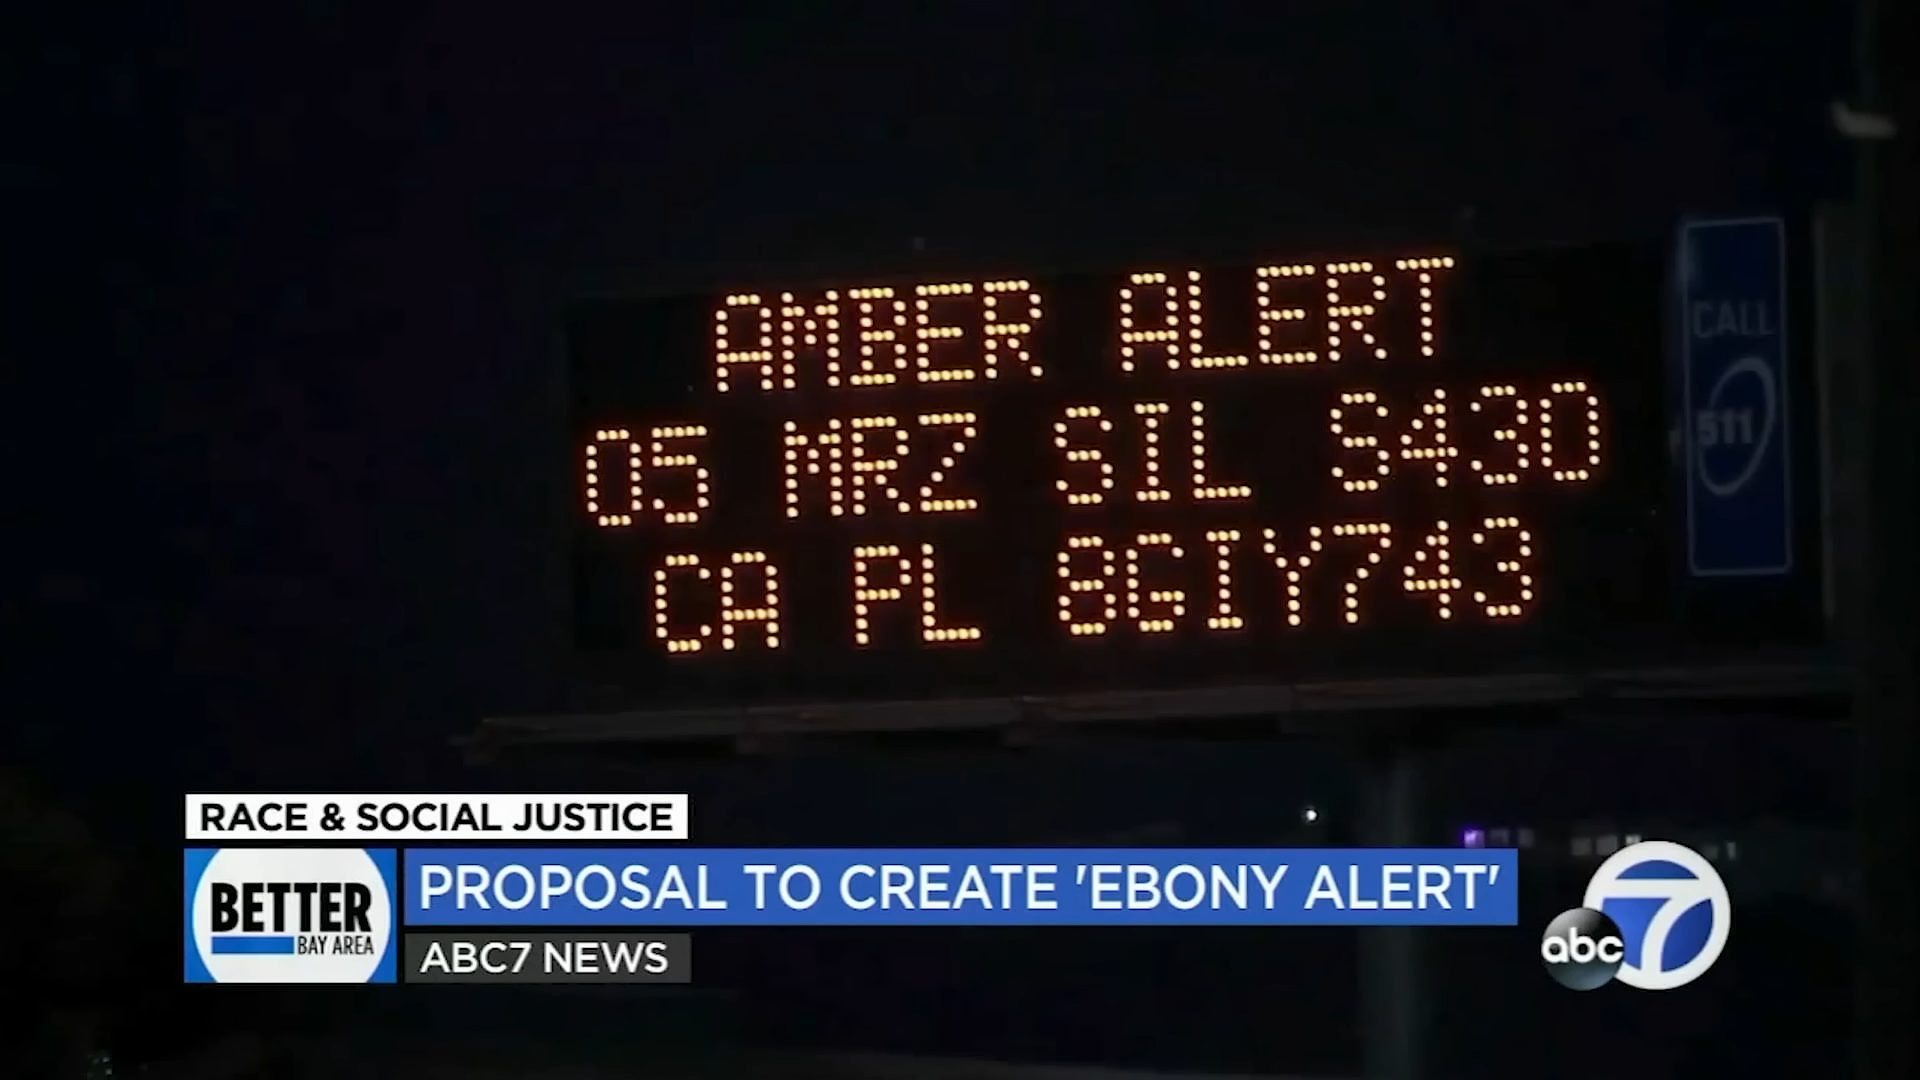 AMBER ALERT
05 MRZ SIL S430
CA PL 8GIY743
CALL
511
RACE & SOCIAL JUSTICE
BETTER
BAY AREA
PROPOSAL TO CREATE 'EBONY ALERT'
ABC7 NEWS
abc 7